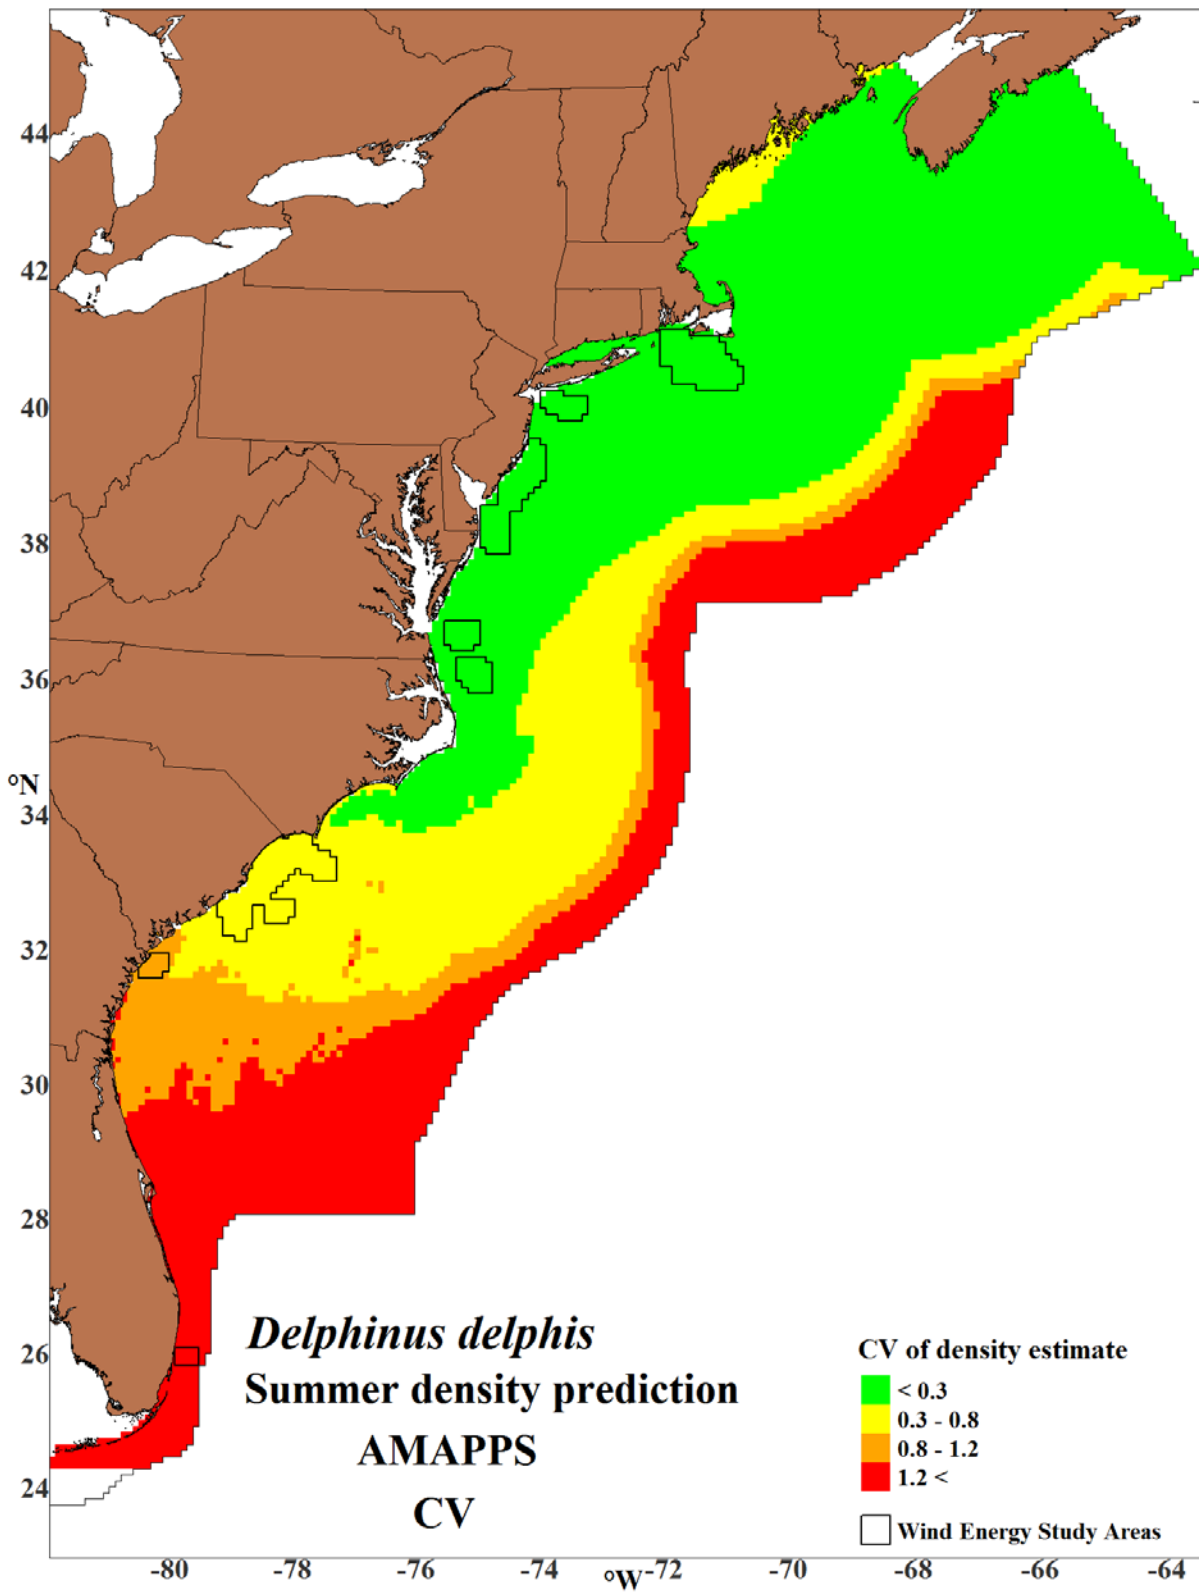 44
42
40
38
36
°N
34
32
30
28
26
24
Delphinus delphis
Summer density prediction
AMAPPS
CV
CV of density estimate
< 0.3
0.3 - 0.8
0.8 - 1.2
1.2 <
Wind Energy Study Areas
-80 -78 -76 -74 -72 -70 -68 -66 -64
°W